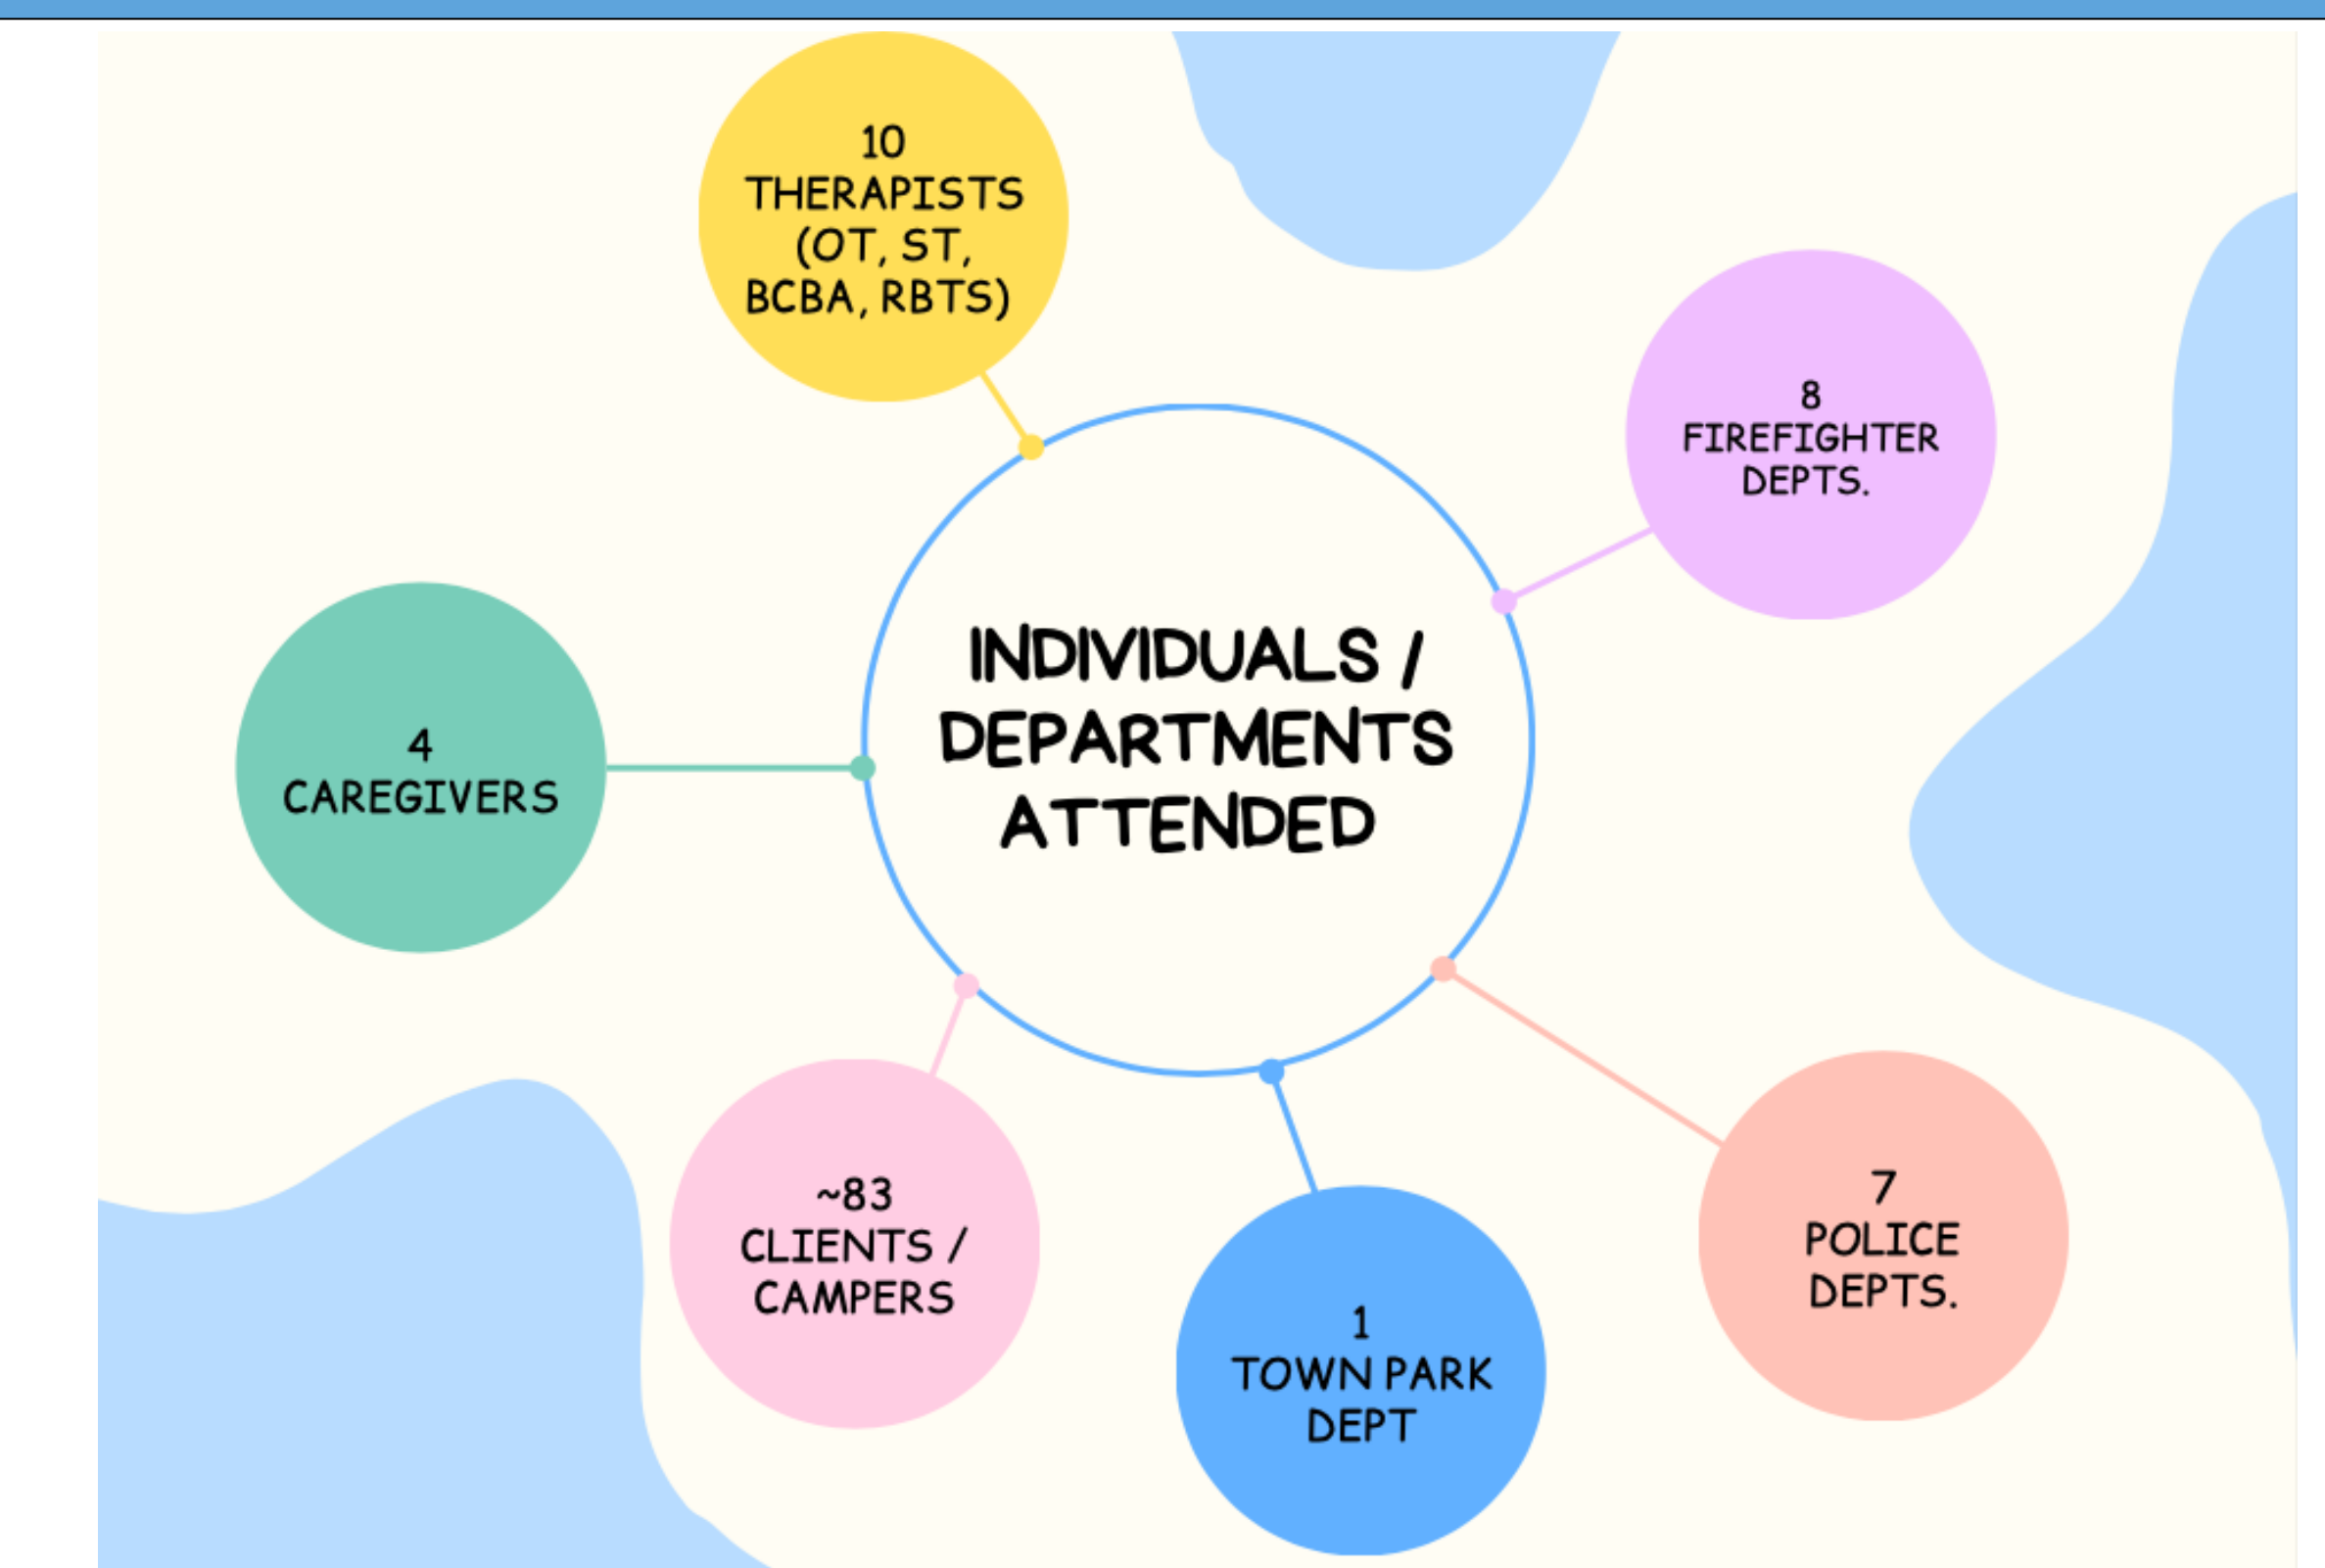 10
THERAPISTS
(OT, ST,
BCBA, RBTS)
8
FIREFIGHTER
DEPTS.
INDIVIDUALS /
DEPARTMENTS
ATTENDED
4
CAREGIVERS
~83
CLIENTS /
CAMPERS
1
TOWN PARK
DEPT
7
POLICE
DEPTS.